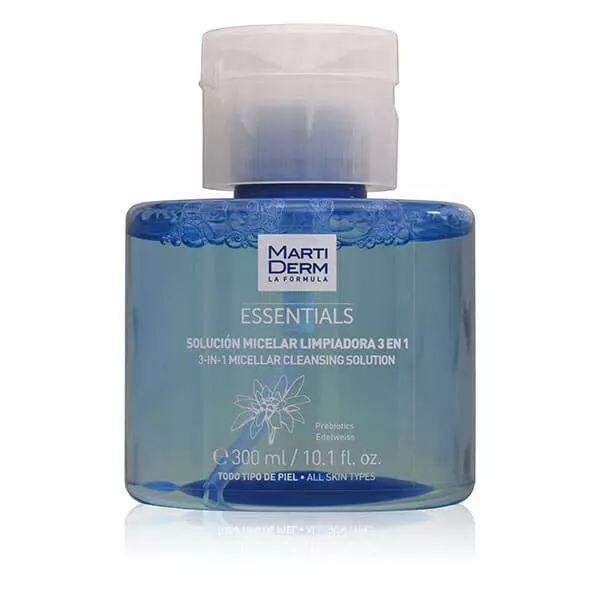 MARTI
DERM
LA FORMULA
ESSENTIALS
SOLUCIÓN MICELAR LIMPIADORA 3 EN 1
3-IN-1 MICELLAR CLEANSING SOLUTION
Prebiotics
Edelweiss
℮ 300 ml / 10.1 fl. oz.
TODO TIPO DE PIEL • ALL SKIN TYPES